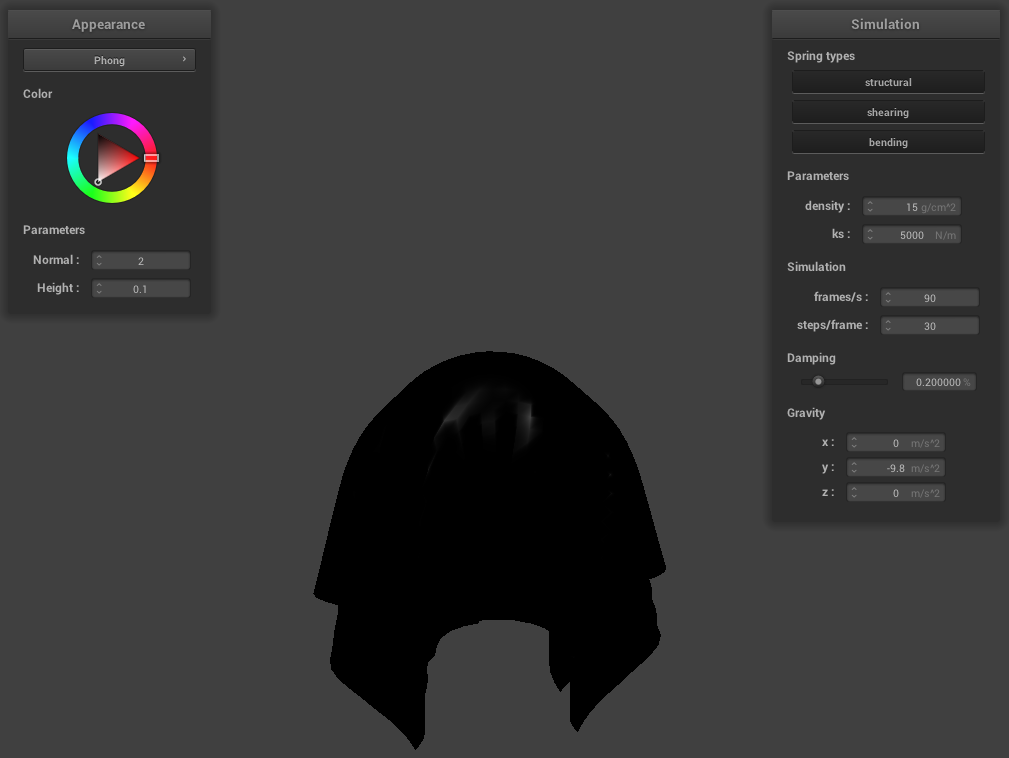 Appearance
Phong
Color
Parameters
Normal : 2
Height : 0.1
Simulation
Spring types
structural
shearing
bending
Parameters
density : 15 g/cm^2
ks : 5000 N/m
Simulation
frames/s : 90
steps/frame : 30
Damping
0.200000 %
Gravity
x : 0 m/s^2
y : -9.8 m/s^2
z : 0 m/s^2